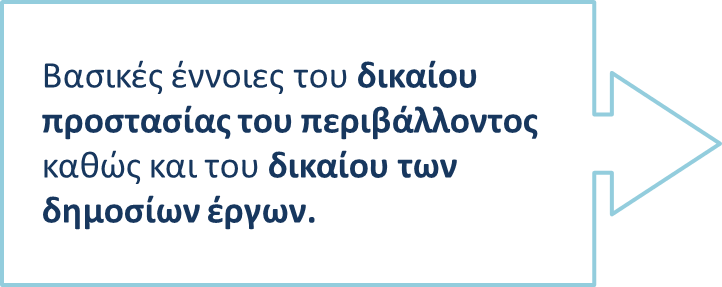 Βασικές έννοιες του δικαίου
προστασίας του περιβάλλοντος
καθώς και του δικαίου των
δημοσίων έργων.